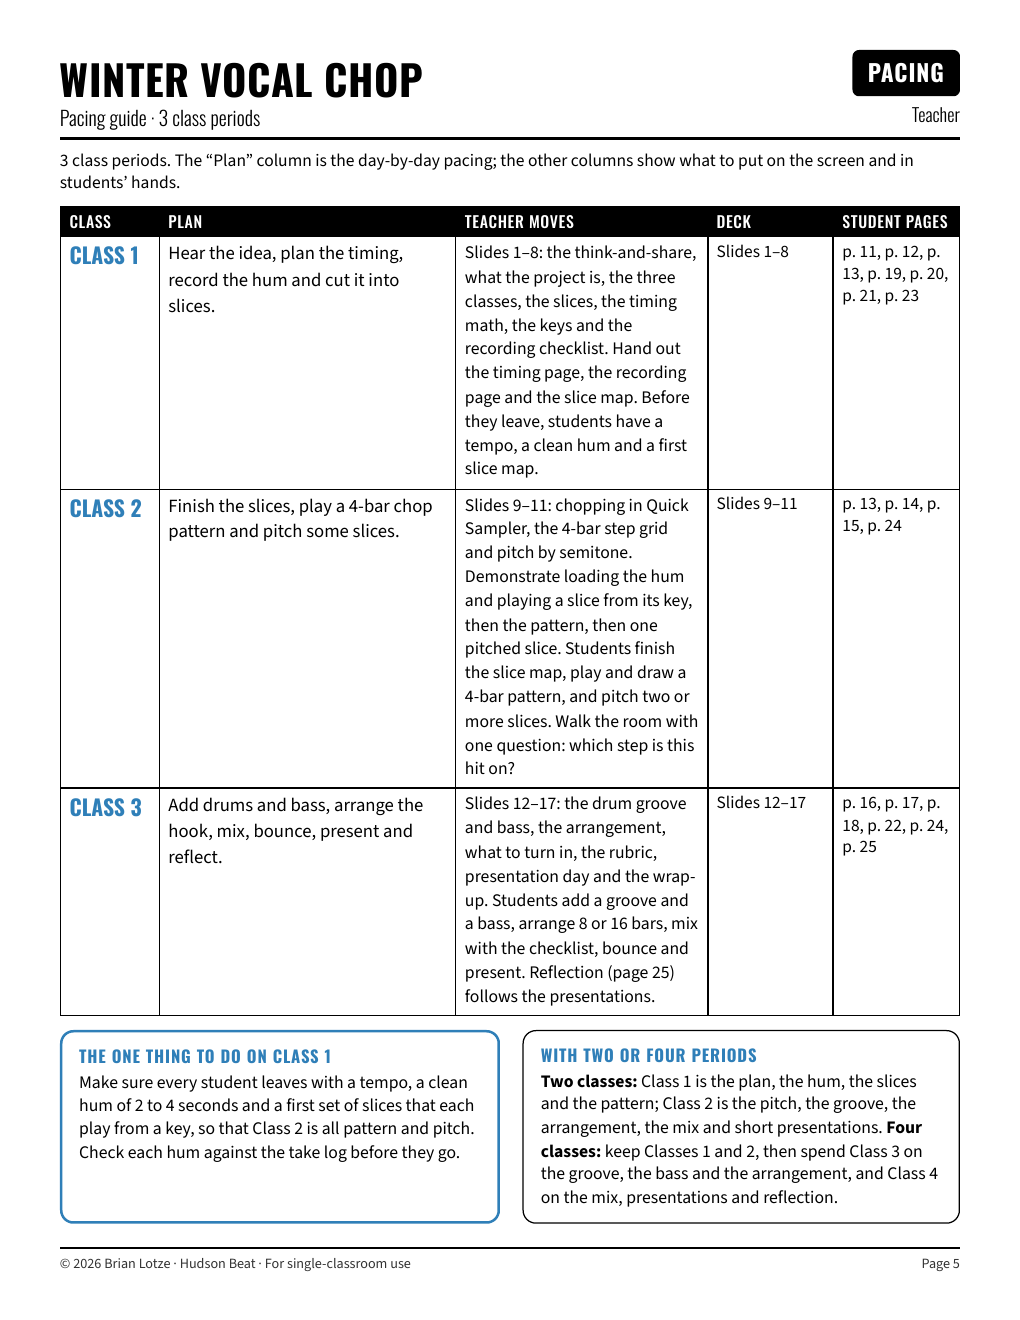 WINTER VOCAL CHOP
PACING
Pacing guide · 3 class periods
Teacher
3 class periods. The “Plan” column is the day-by-day pacing; the other columns show what to put on the screen and in
students’ hands.
CLASS PLAN TEACHER MOVES DECK STUDENT PAGES
CLASS 1
Hear the idea, plan the timing,
record the hum and cut it into
slices.
Slides 1–8: the think-and-share,
what the project is, the three
classes, the slices, the timing
math, the keys and the
recording checklist. Hand out
the timing page, the recording
page and the slice map. Before
they leave, students have a
tempo, a clean hum and a first
slice map.
Slides 1–8
p. 11, p. 12, p.
13, p. 19, p. 20,
p. 21, p. 23
CLASS 2
Finish the slices, play a 4-bar chop
pattern and pitch some slices.
Slides 9–11: chopping in Quick
Sampler, the 4-bar step grid
and pitch by semitone.
Demonstrate loading the hum
and playing a slice from its key,
then the pattern, then one
pitched slice. Students finish
the slice map, play and draw a
4-bar pattern, and pitch two or
more slices. Walk the room with
one question: which step is this
hit on?
Slides 9–11
p. 13, p. 14, p.
15, p. 24
CLASS 3
Add drums and bass, arrange the
hook, mix, bounce, present and
reflect.
Slides 12–17: the drum groove
and bass, the arrangement,
what to turn in, the rubric,
presentation day and the wrap-
up. Students add a groove and
a bass, arrange 8 or 16 bars, mix
with the checklist, bounce and
present. Reflection (page 25)
follows the presentations.
Slides 12–17
p. 16, p. 17, p.
18, p. 22, p. 24,
p. 25
THE ONE THING TO DO ON CLASS 1
Make sure every student leaves with a tempo, a clean
hum of 2 to 4 seconds and a first set of slices that each
play from a key, so that Class 2 is all pattern and pitch.
Check each hum against the take log before they go.
WITH TWO OR FOUR PERIODS
Two classes: Class 1 is the plan, the hum, the slices
and the pattern; Class 2 is the pitch, the groove, the
arrangement, the mix and short presentations. Four
classes: keep Classes 1 and 2, then spend Class 3 on
the groove, the bass and the arrangement, and Class 4
on the mix, presentations and reflection.
© 2026 Brian Lotze · Hudson Beat · For single-classroom use
Page 5